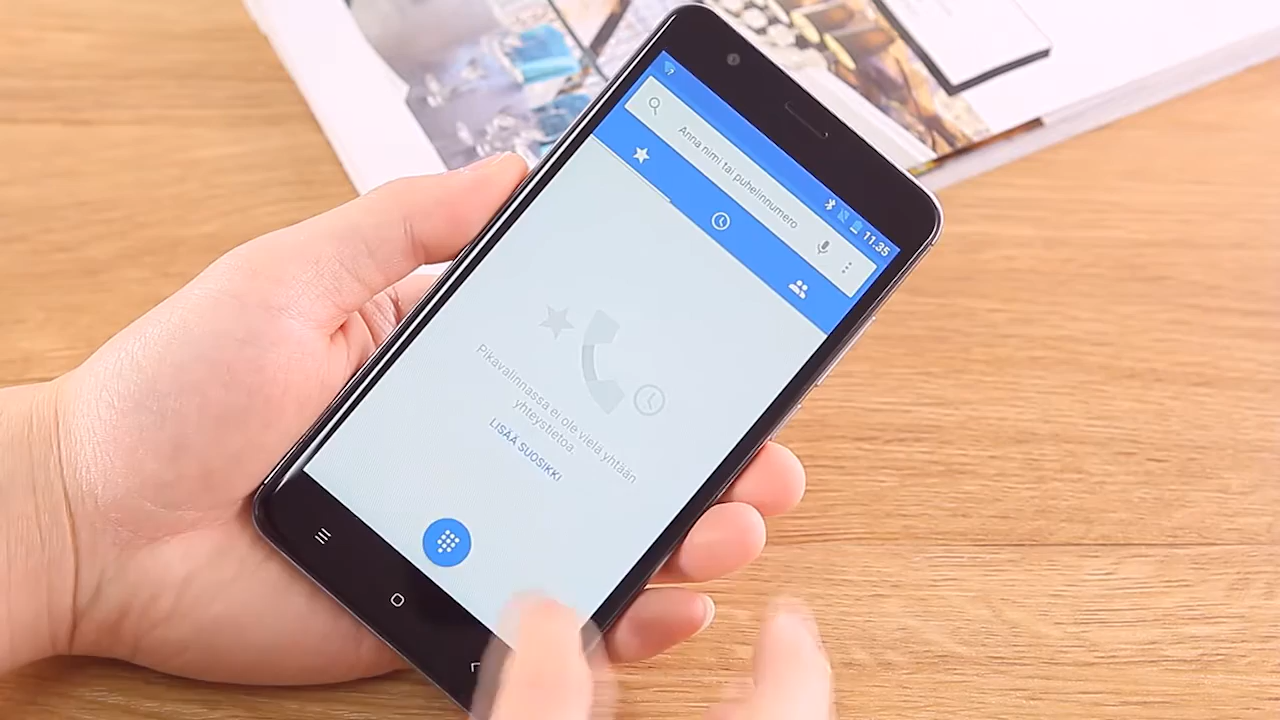 11.35
Anna nimi tai puhelinnumero
Pikavalinnassa ei ole vielä yhtään
yhteystietoa.
LISÄÄ SUOSIKKI